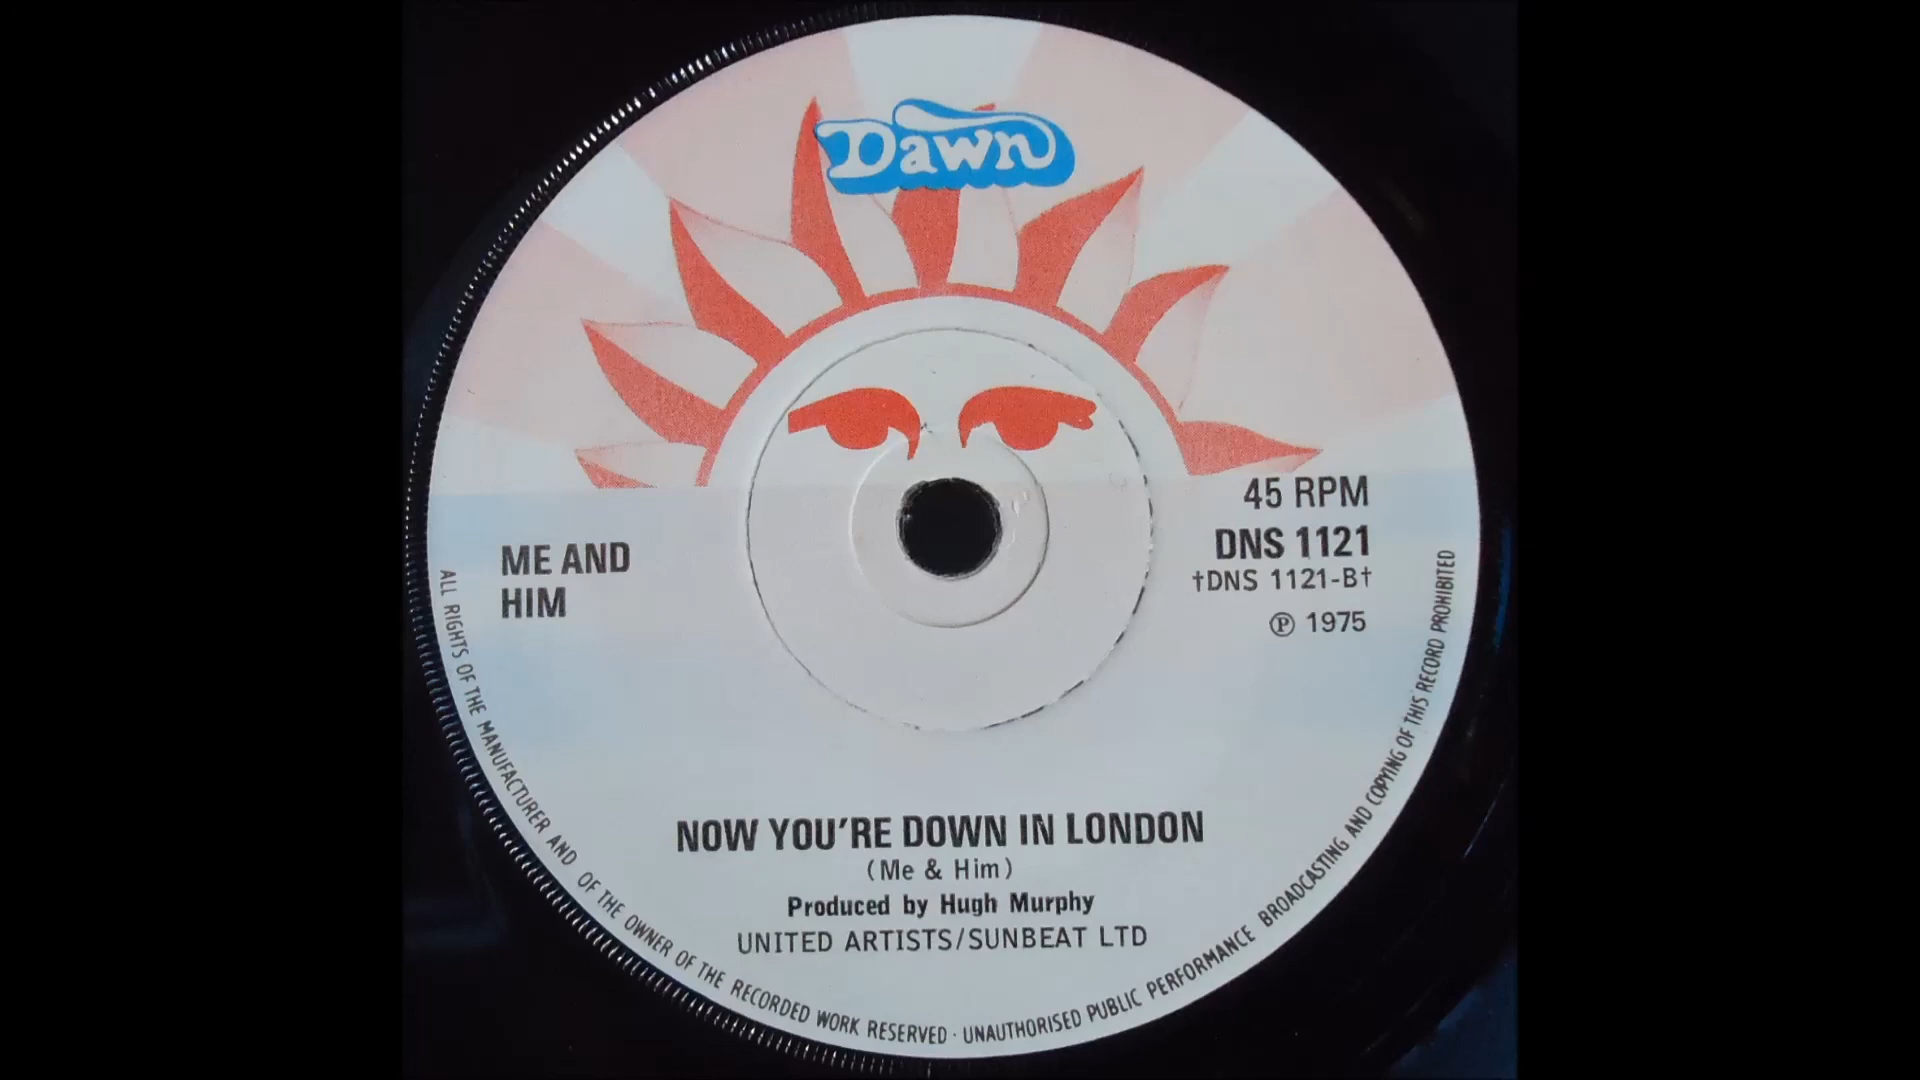 Dawn
45 RPM
DNS 1121
†DNS 1121-B†
℗ 1975
ME AND
HIM
NOW YOU'RE DOWN IN LONDON
(Me & Him)
Produced by Hugh Murphy
UNITED ARTISTS/SUNBEAT LTD
ALL RIGHTS OF THE MANUFACTURER AND OF THE OWNER OF THE RECORDED WORK RESERVED · UNAUTHORISED PUBLIC PERFORMANCE BROADCASTING AND COPYING OF THIS RECORD PROHIBITED